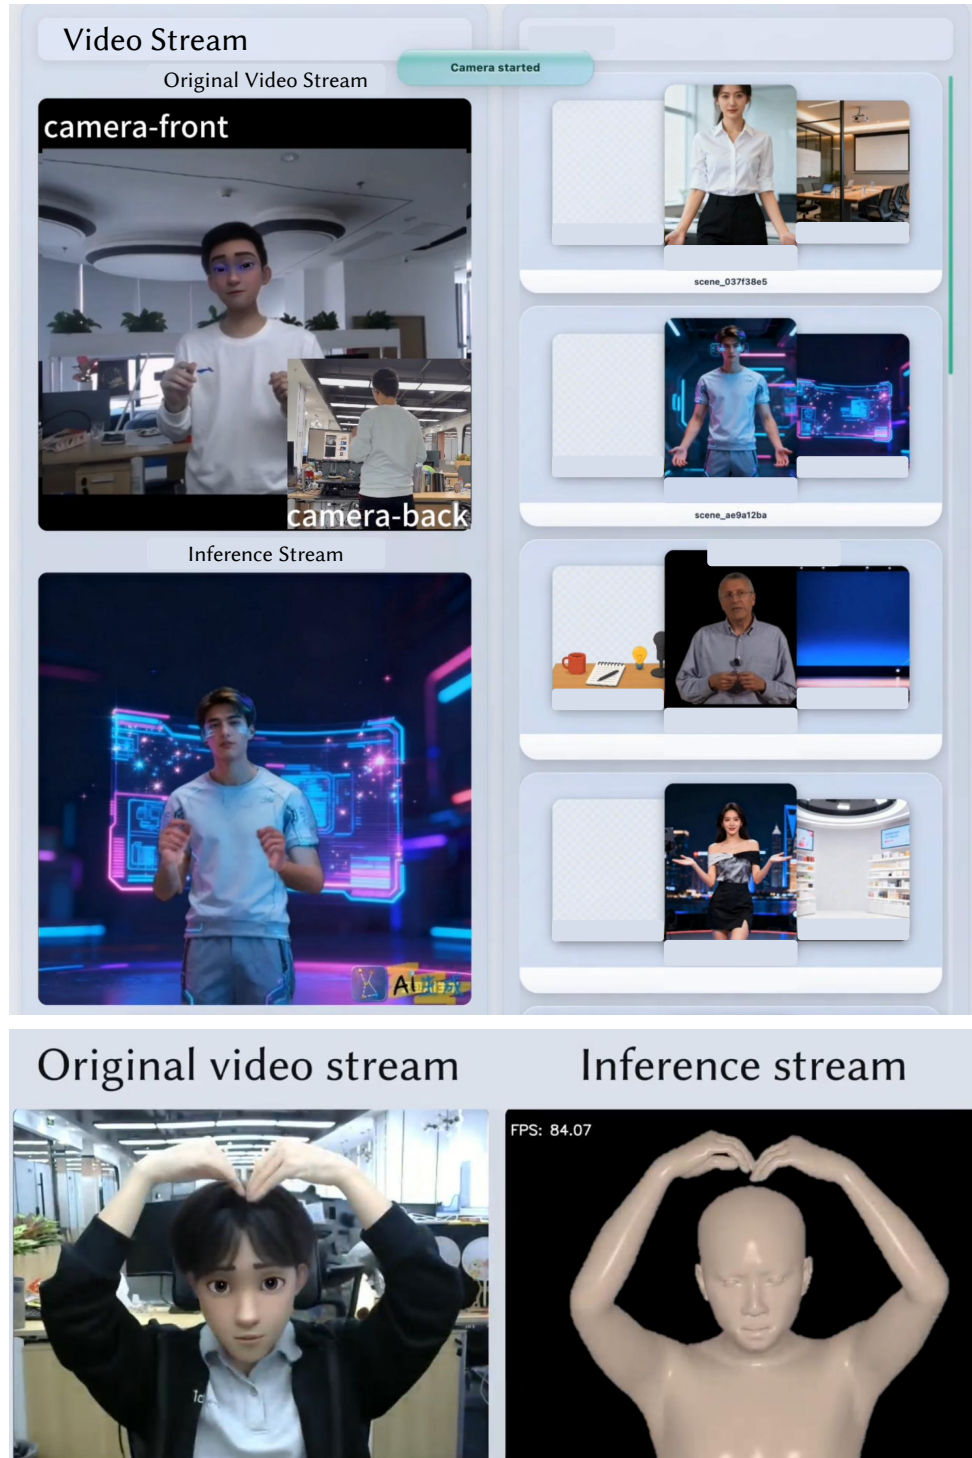 Video Stream
Camera started
Original Video Stream
camera-front
camera-back
Inference Stream
AI
scene_037f38e5
scene_ae9a12ba
Original video stream
Inference stream
FPS: 84.07